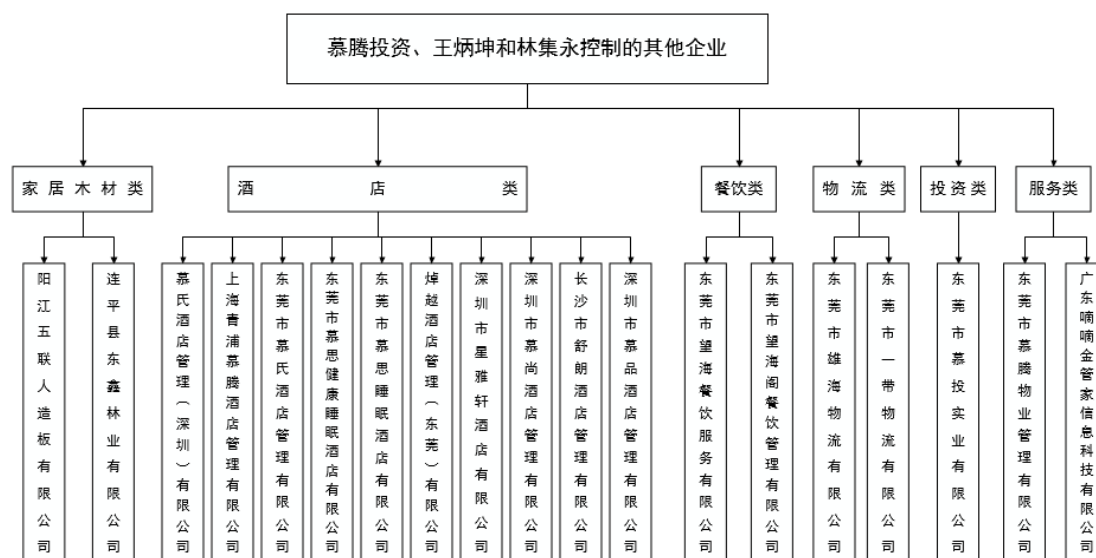 慕腾投资、王炳坤和林集永控制的其他企业
家居木材类
酒店类
餐饮类
物流类
投资类
服务类
阳江五联人造板有限公司
连平县东鑫林业有限公司
慕氏酒店管理（深圳）有限公司
上海青浦慕腾酒店管理有限公司
东莞市慕氏酒店管理有限公司
东莞市慕思健康睡眠酒店有限公司
东莞市慕思睡眠酒店有限公司
焯越酒店管理（东莞）有限公司
深圳市星雅轩酒店有限公司
深圳市慕尚酒店管理有限公司
长沙市舒朗酒店管理有限公司
深圳市慕品酒店管理有限公司
东莞市望海餐饮服务有限公司
东莞市望海阁餐饮管理有限公司
东莞市雄海物流有限公司
东莞市一带物流有限公司
东莞市慕投实业有限公司
东莞市慕腾物业管理有限公司
广东喃喃金管家信息科技有限公司